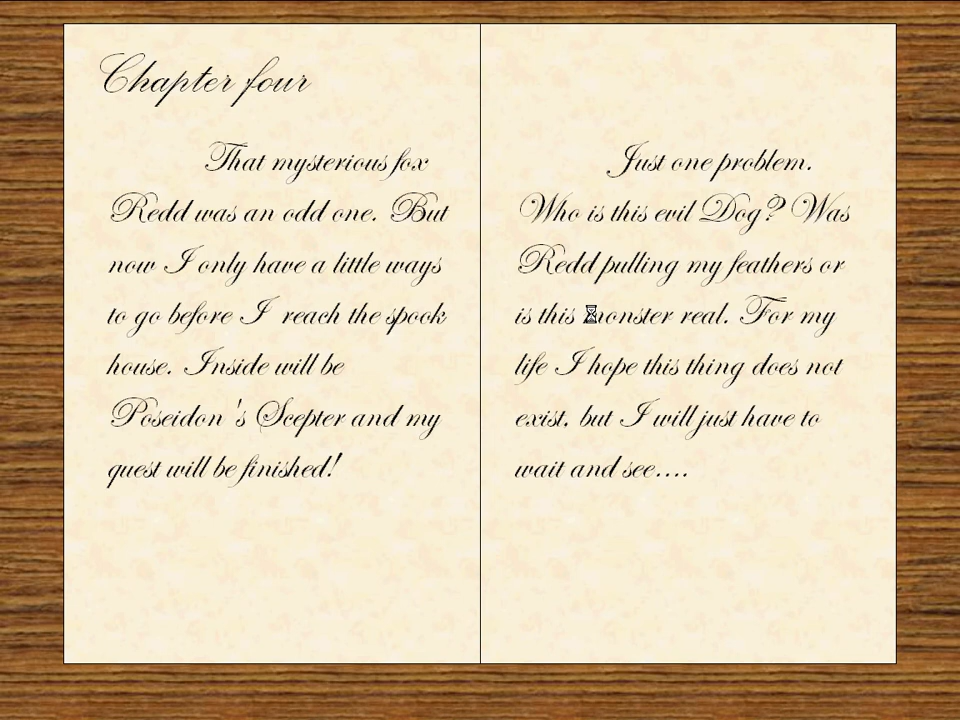 Chapter four
That mysterious fox
Redd was an odd one. But
now I only have a little ways
to go before I reach the spook
house. Inside will be
Poseidon's Scepter and my
quest will be finished!
Just one problem.
Who is this evil Dog? Was
Redd pulling my feathers or
is this monster real. For my
life I hope this thing does not
exist, but I will just have to
wait and see….